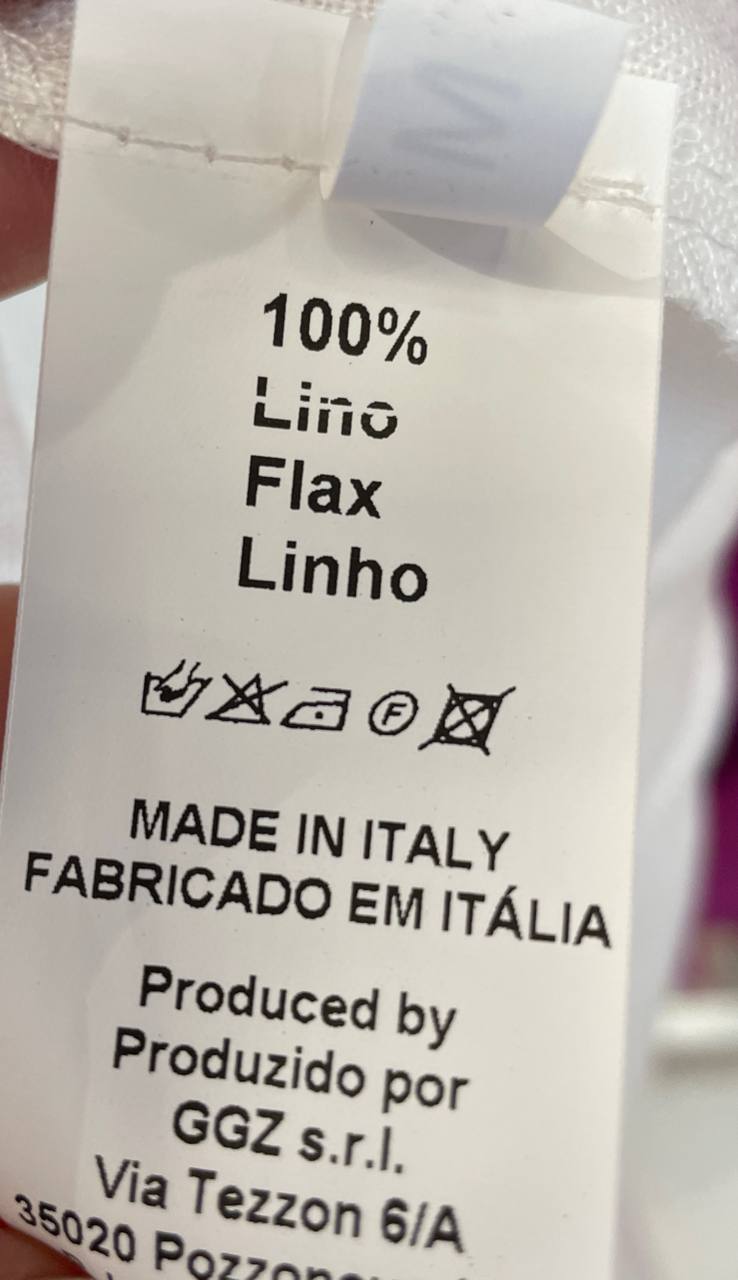 M
100%
Lino
Flax
Linho
F
MADE IN ITALY
FABRICADO EM ITÁLIA
Produced by
Produzido por
GGZ s.r.l.
Via Tezzon 6/A
35020